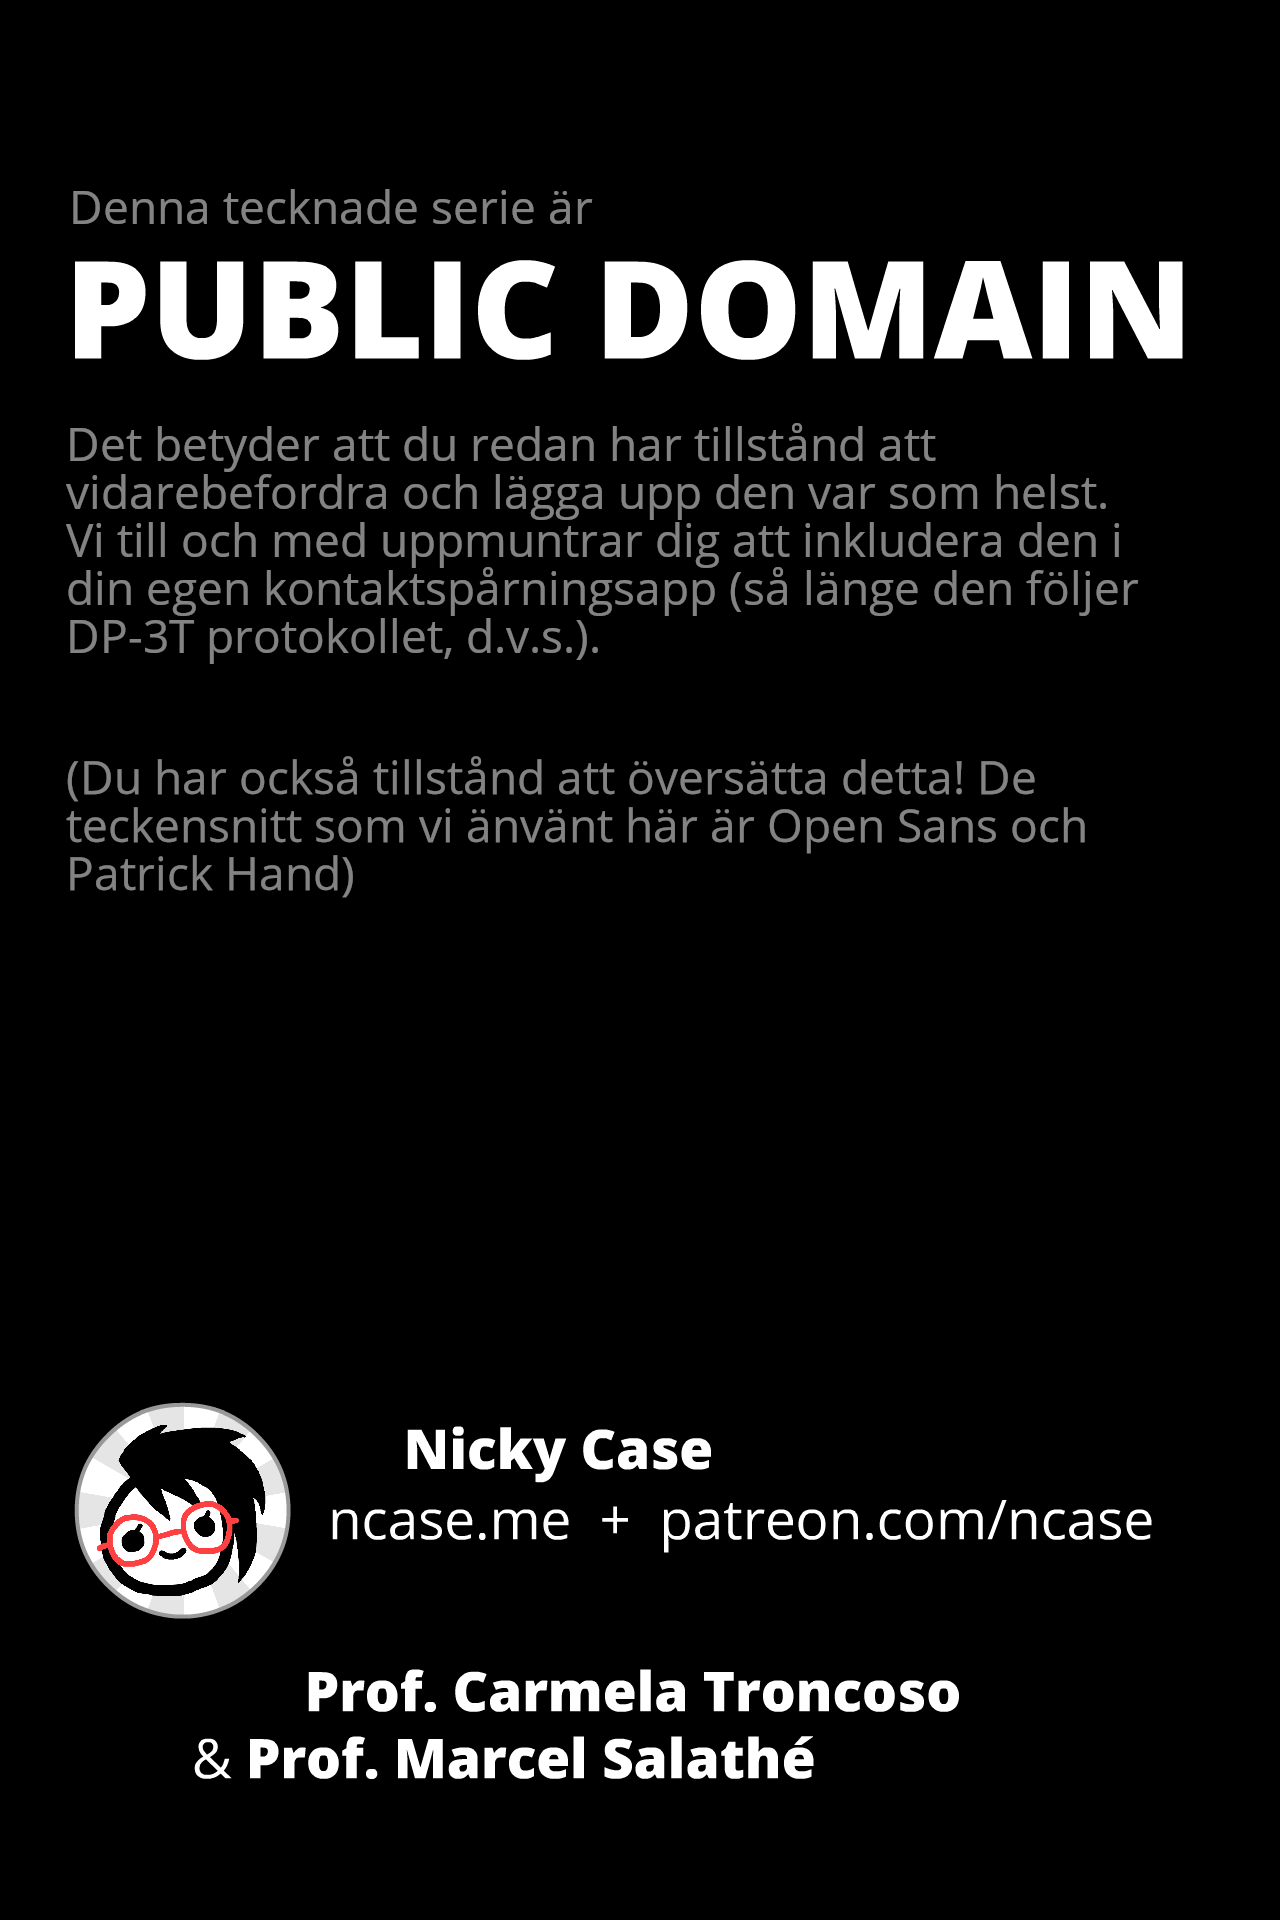 Denna tecknade serie är
PUBLIC DOMAIN
Det betyder att du redan har tillstånd att
vidarebefordra och lägga upp den var som helst.
Vi till och med uppmuntrar dig att inkludera den i
din egen kontaktspårningsapp (så länge den följer
DP-3T protokollet, d.v.s.).
(Du har också tillstånd att översätta detta! De
teckensnitt som vi änvänt här är Open Sans och
Patrick Hand)
Nicky Case
ncase.me + patreon.com/ncase
Prof. Carmela Troncoso
& Prof. Marcel Salathé